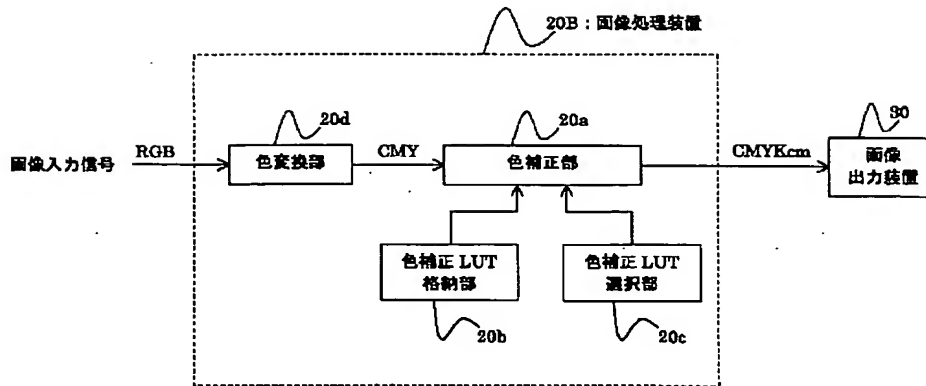 20B：画像処理装置
20d
20a
30
画像入力信号
RGB
色変換部
CMY
色補正部
CMYKcm
画像
出力装置
色補正 LUT
格納部
色補正 LUT
選択部
20b
20c